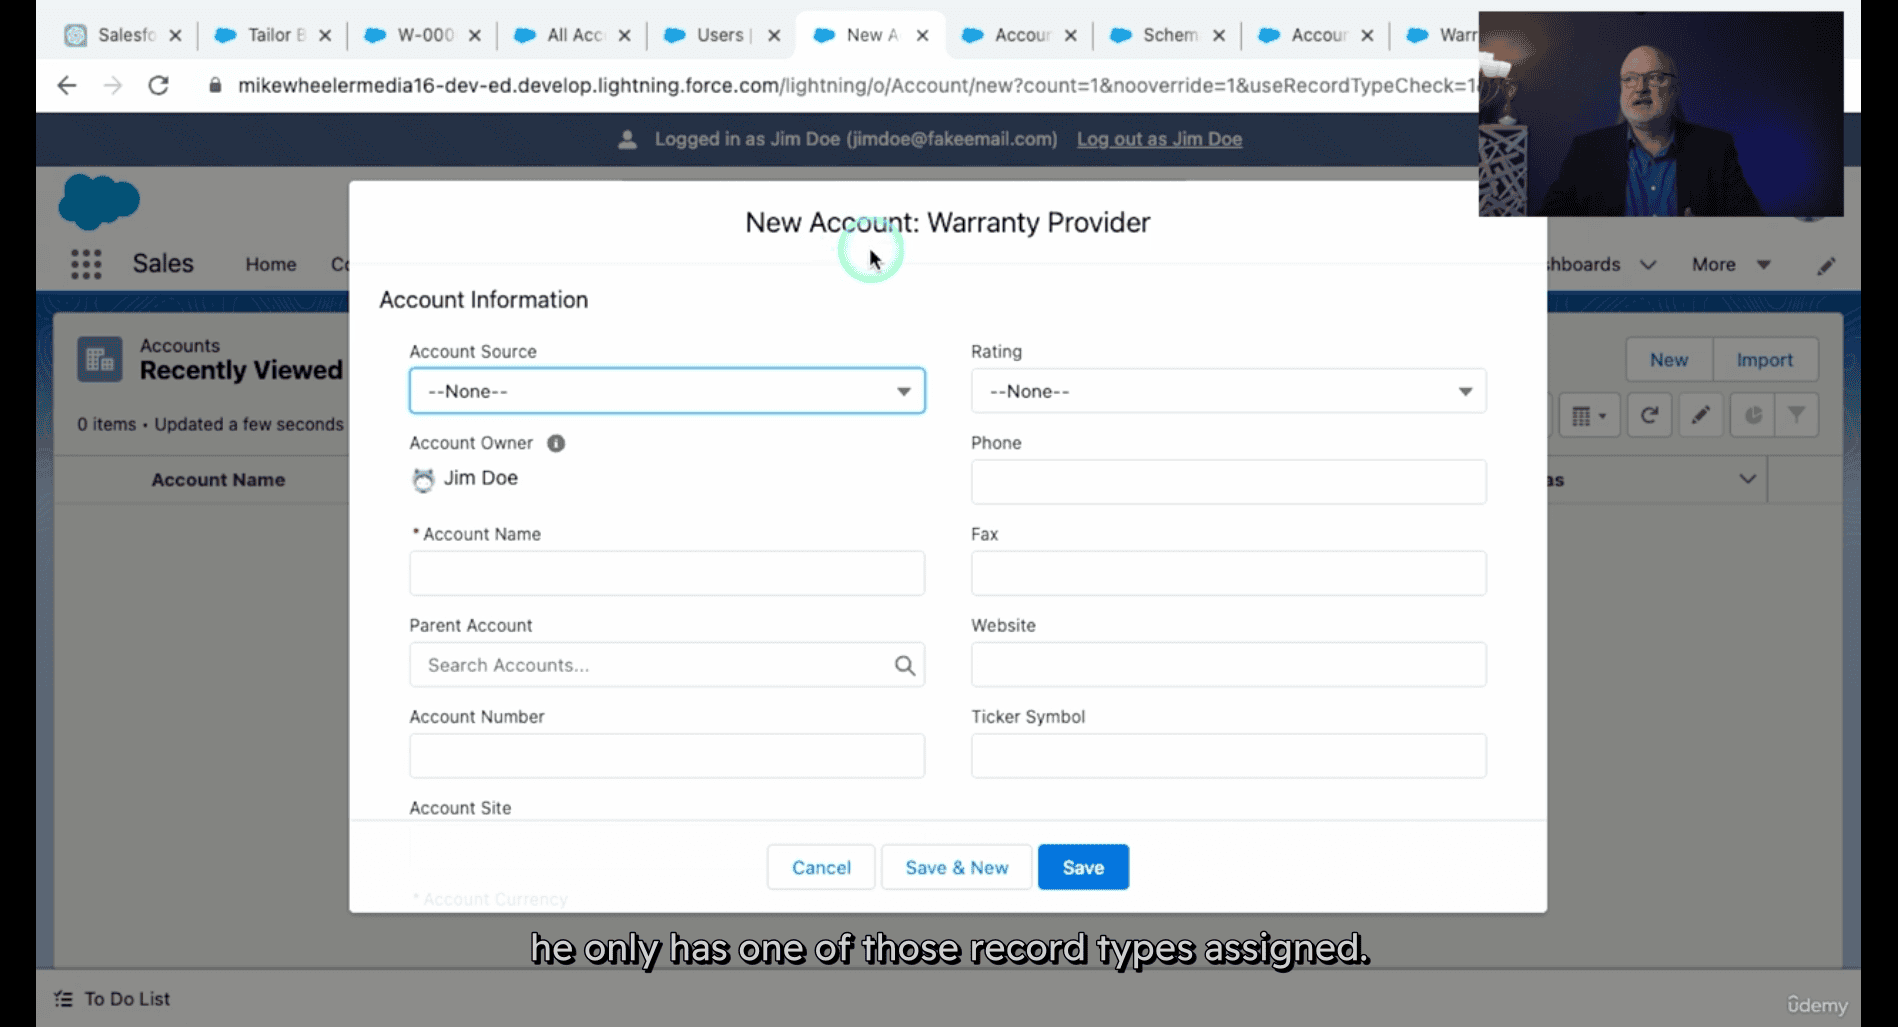 Salesfo
Tailor B
W-000
All Acc
Users |
New A
Accour
Schem
Accour
Warr
mikewheelermedia16-dev-ed.develop.lightning.force.com/lightning/o/Account/new?count=1&nooverride=1&useRecordTypeCheck=1
Logged in as Jim Doe (jimdoe@fakeemail.com) Log out as Jim Doe
New Account: Warranty Provider
Sales
Home
Co
hboards
More
Account Information
Accounts
Recently Viewed
New
Import
0 items • Updated a few seconds
Account Name
as
Account Source
--None--
Rating
--None--
Account Owner
Jim Doe
Phone
* Account Name
Fax
Parent Account
Search Accounts...
Website
Account Number
Ticker Symbol
Account Site
* Account Currency
Cancel
Save & New
Save
he only has one of those record types assigned.
To Do List
ûdemy